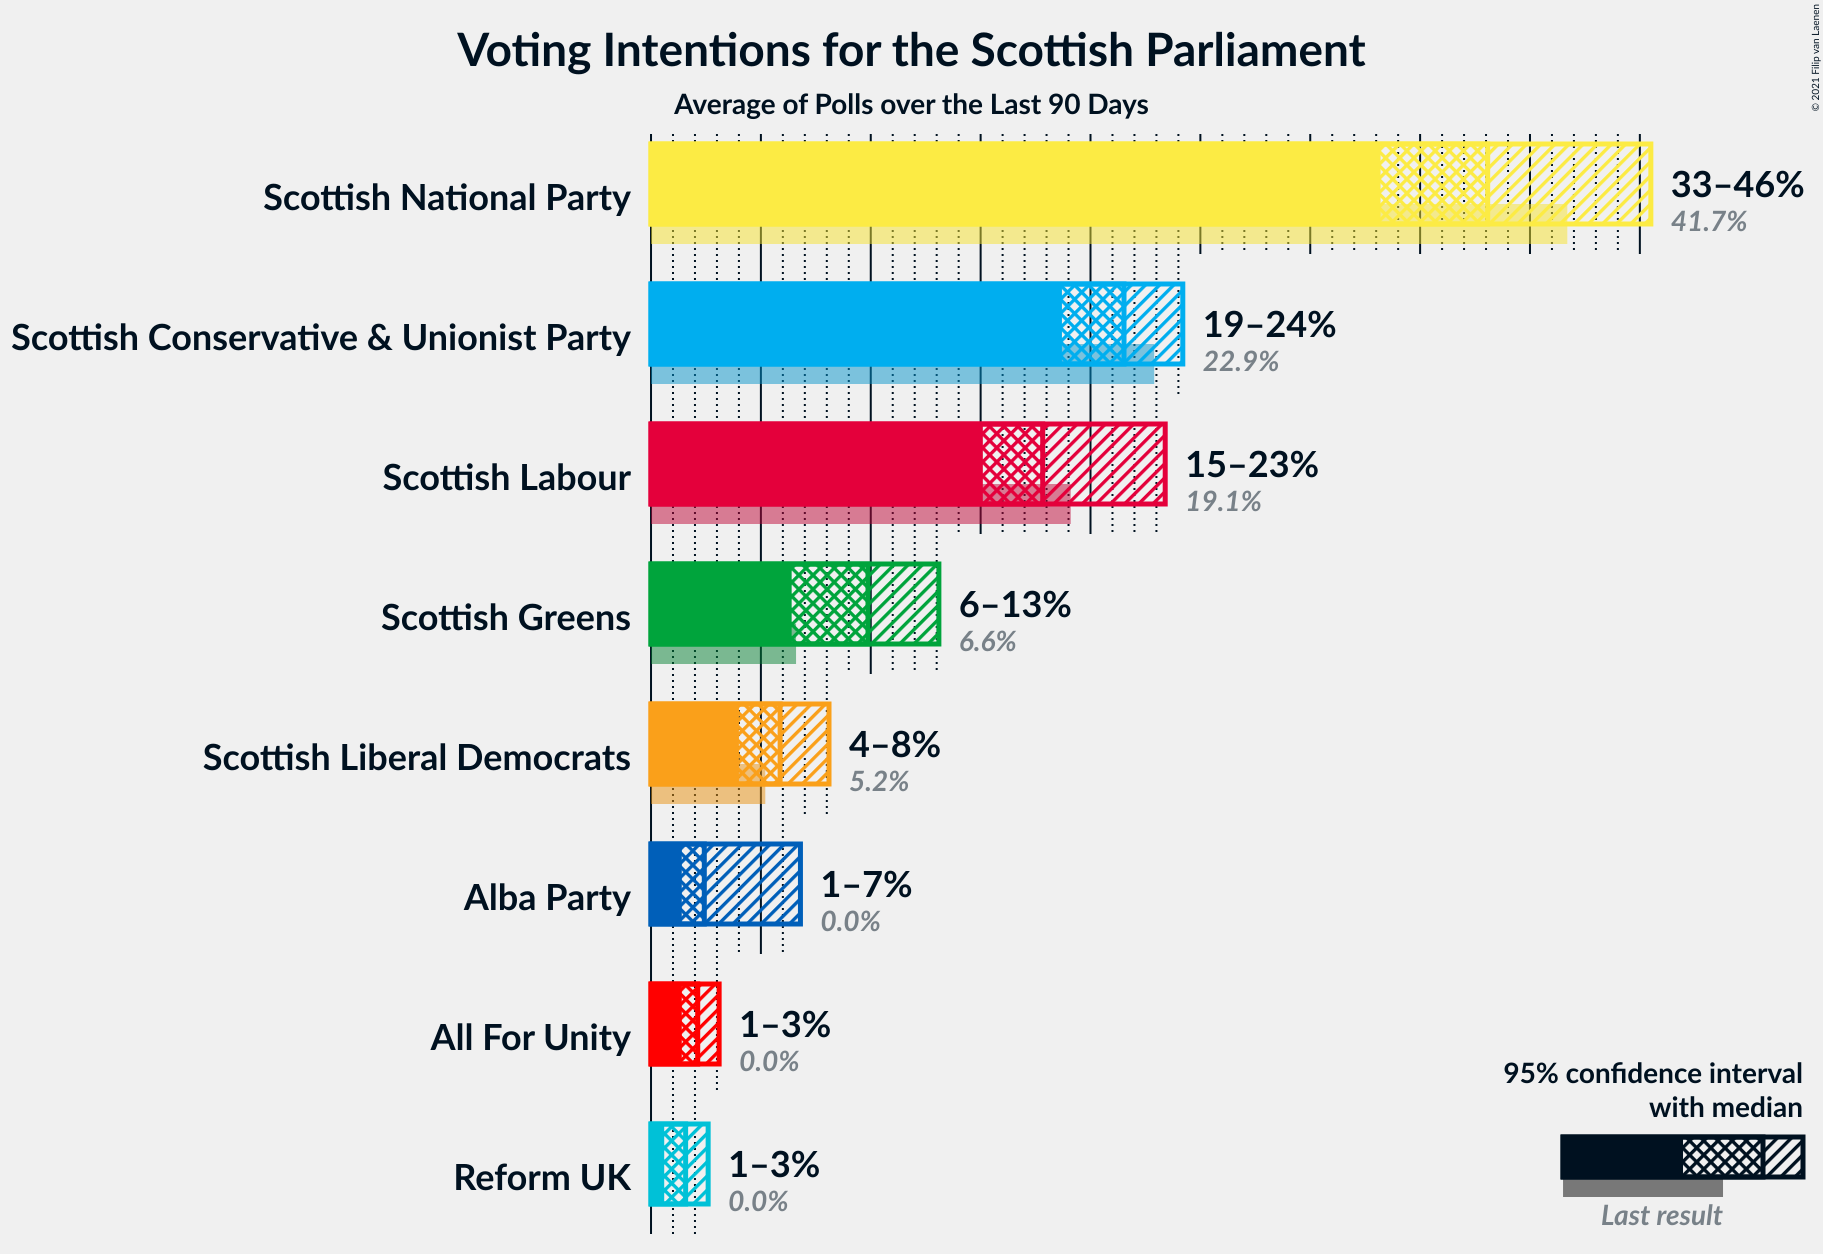 Voting Intentions for the Scottish Parliament
Average of Polls over the Last 90 Days
© 2021 Filip van Laenen
Scottish National Party
33–46%
41.7%
Scottish Conservative & Unionist Party
19–24%
22.9%
Scottish Labour
15–23%
19.1%
Scottish Greens
6–13%
6.6%
Scottish Liberal Democrats
4–8%
5.2%
Alba Party
1–7%
0.0%
All For Unity
1–3%
0.0%
Reform UK
1–3%
0.0%
95% confidence interval
with median
Last result